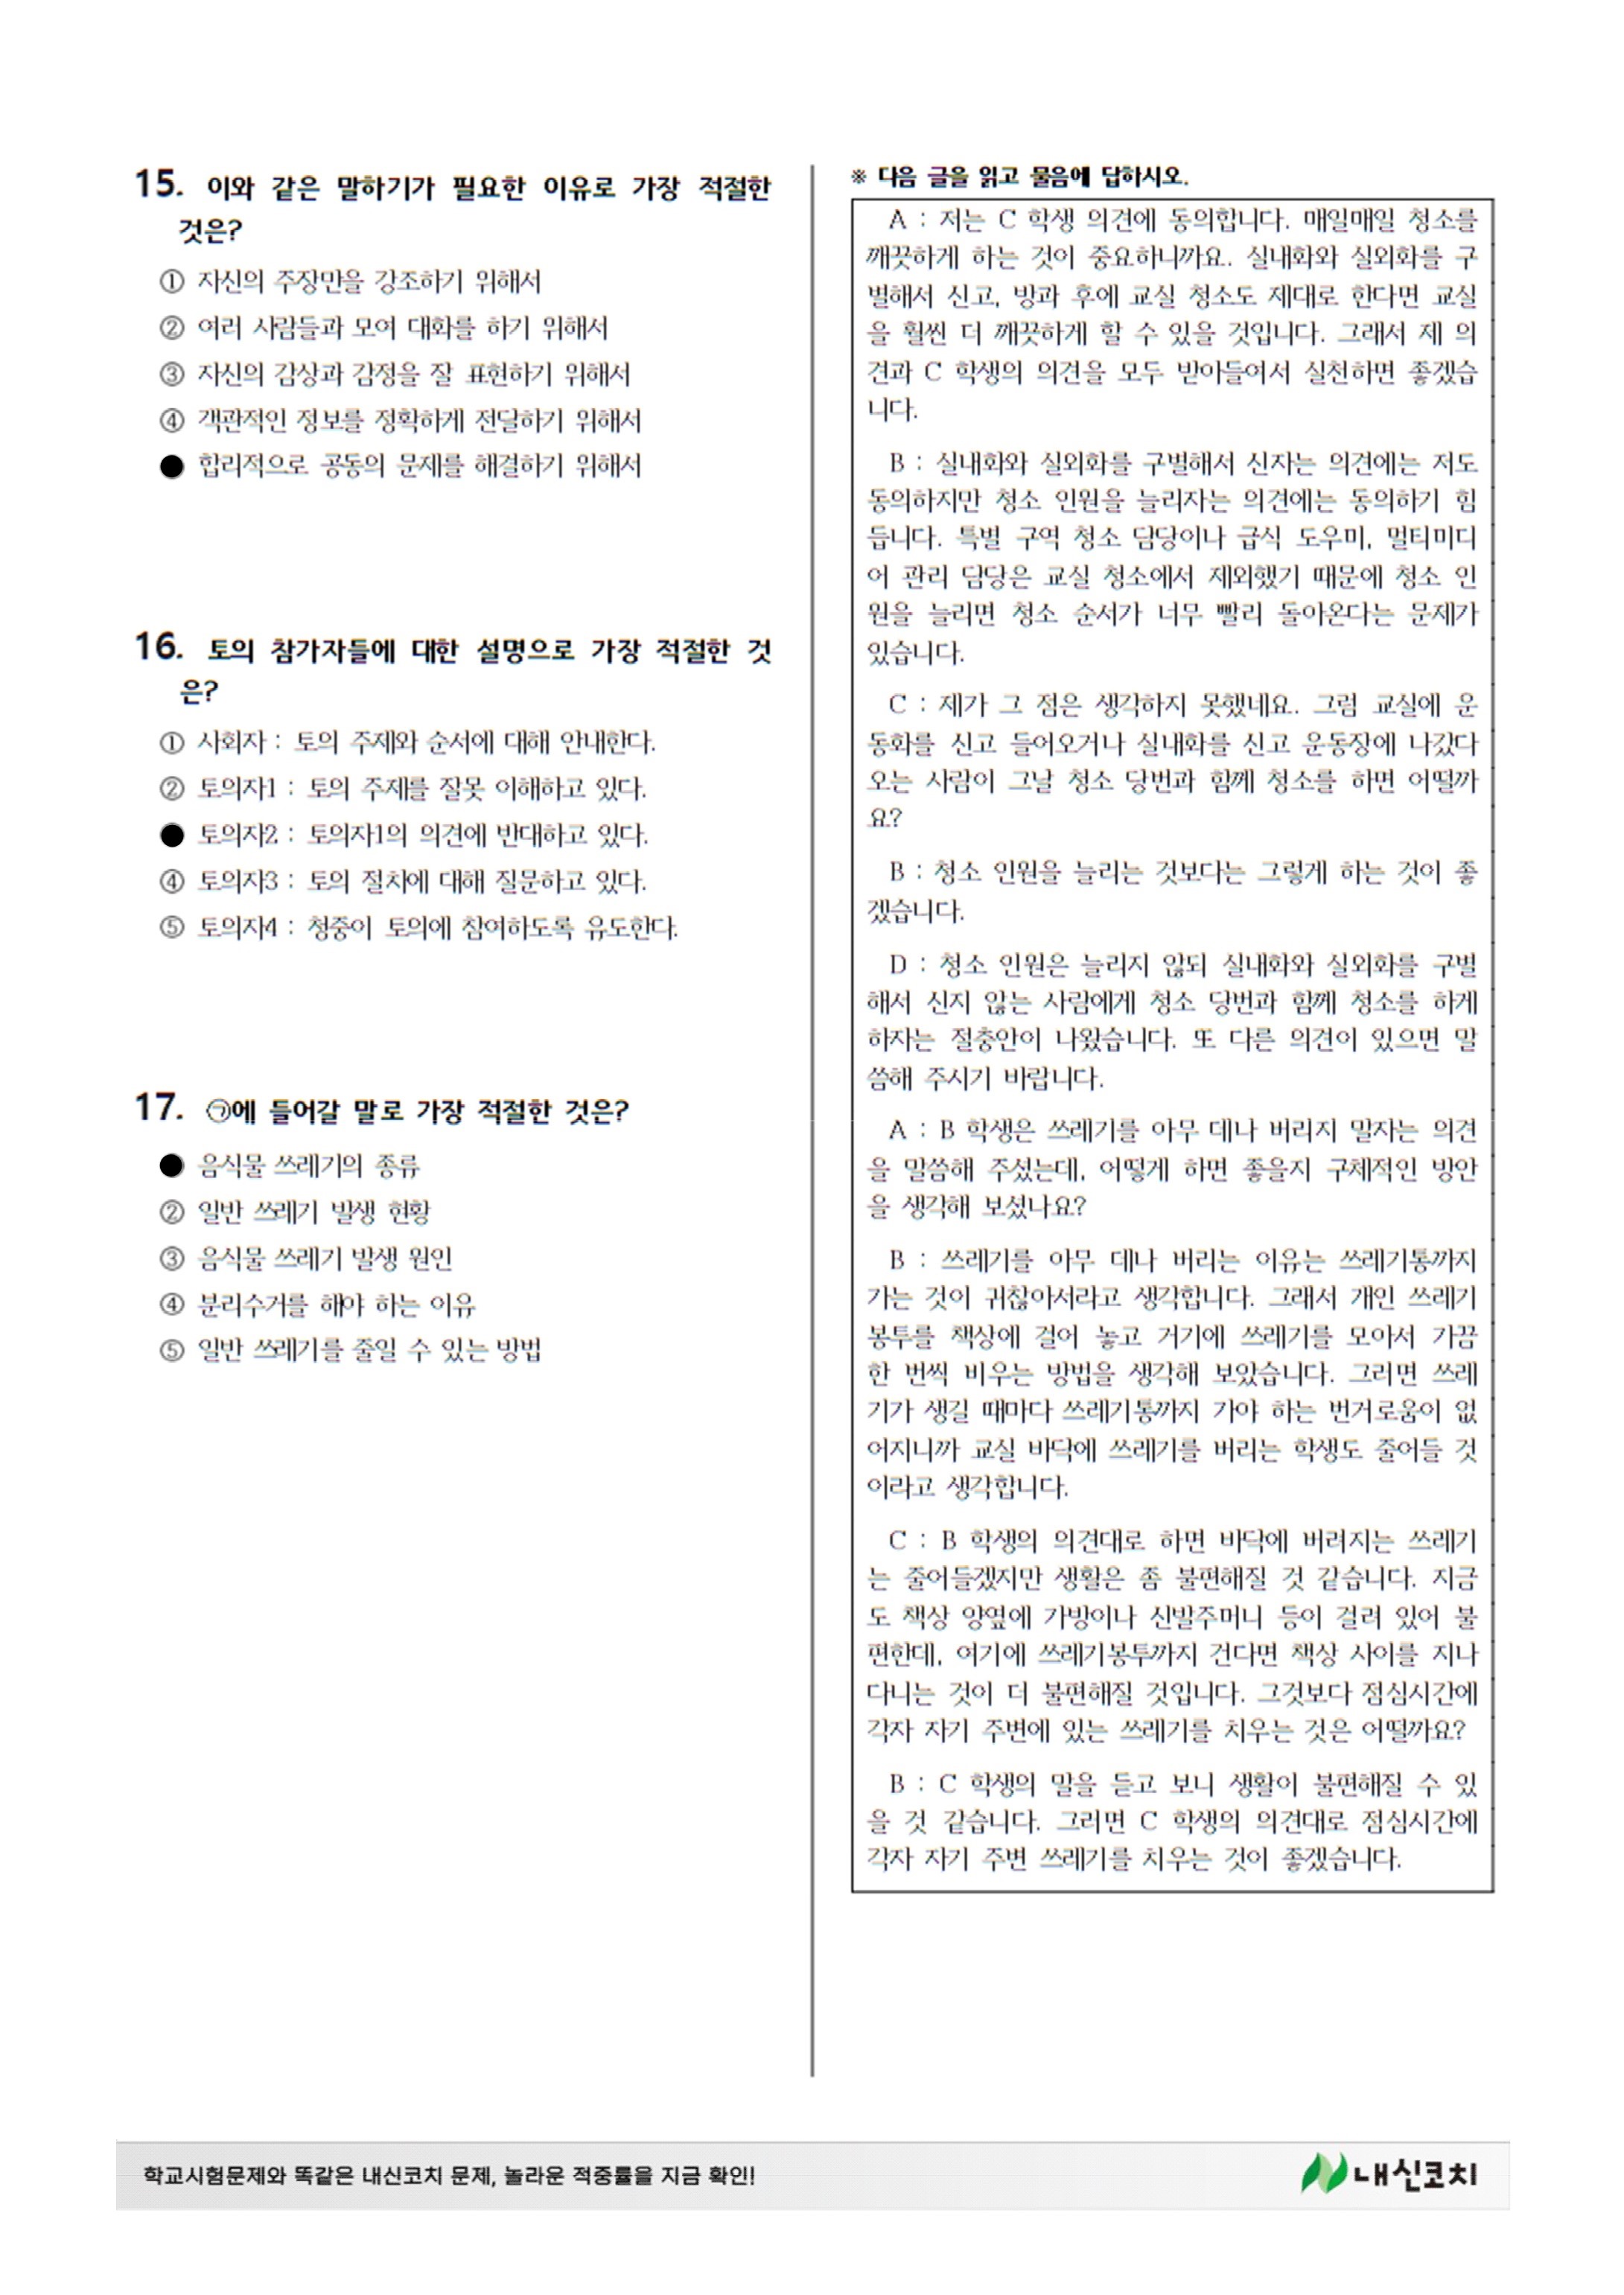 15. 이와 같은 말하기가 필요한 이유로 가장 적절한
것은?
① 자신의 주장만을 강조하기 위해서
② 여러 사람들과 모여 대화를 하기 위해서
③ 자신의 감상과 감정을 잘 표현하기 위해서
④ 객관적인 정보를 정확하게 전달하기 위해서
● 합리적으로 공동의 문제를 해결하기 위해서
16. 토의 참가자들에 대한 설명으로 가장 적절한 것
은?
① 사회자 : 토의 주제와 순서에 대해 안내한다.
② 토의자1 : 토의 주제를 잘못 이해하고 있다.
● 토의자2 : 토의자1의 의견에 반대하고 있다.
④ 토의자3 : 토의 절차에 대해 질문하고 있다.
⑤ 토의자4 : 청중이 토의에 참여하도록 유도한다.
17. ㉠에 들어갈 말로 가장 적절한 것은?
● 음식물 쓰레기의 종류
② 일반 쓰레기 발생 현황
③ 음식물 쓰레기 발생 원인
④ 분리수거를 해야 하는 이유
⑤ 일반 쓰레기를 줄일 수 있는 방법
※ 다음 글을 읽고 물음에 답하시오.
A : 저는 C 학생 의견에 동의합니다. 매일매일 청소를
깨끗하게 하는 것이 중요하니까요. 실내화와 실외화를 구
별해서 신고, 방과 후에 교실 청소도 제대로 한다면 교실
을 훨씬 더 깨끗하게 할 수 있을 것입니다. 그래서 제 의
견과 C 학생의 의견을 모두 받아들여서 실천하면 좋겠습
니다.
B : 실내화와 실외화를 구별해서 신자는 의견에는 저도
동의하지만 청소 인원을 늘리자는 의견에는 동의하기 힘
듭니다. 특별 구역 청소 담당이나 급식 도우미, 멀티미디
어 관리 담당은 교실 청소에서 제외했기 때문에 청소 인
원을 늘리면 청소 순서가 너무 빨리 돌아온다는 문제가
있습니다.
C : 제가 그 점은 생각하지 못했네요. 그럼 교실에 운
동화를 신고 들어오거나 실내화를 신고 운동장에 나갔다
오는 사람이 그날 청소 당번과 함께 청소를 하면 어떨까
요?
B : 청소 인원을 늘리는 것보다는 그렇게 하는 것이 좋
겠습니다.
D : 청소 인원은 늘리지 않되 실내화와 실외화를 구별
해서 신지 않는 사람에게 청소 당번과 함께 청소를 하게
하자는 절충안이 나왔습니다. 또 다른 의견이 있으면 말
씀해 주시기 바랍니다.
A : B 학생은 쓰레기를 아무 데나 버리지 말자는 의견
을 말씀해 주셨는데, 어떻게 하면 좋을지 구체적인 방안
을 생각해 보셨나요?
B : 쓰레기를 아무 데나 버리는 이유는 쓰레기통까지
가는 것이 귀찮아서라고 생각합니다. 그래서 개인 쓰레기
봉투를 책상에 걸어 놓고 거기에 쓰레기를 모아서 가끔
한 번씩 비우는 방법을 생각해 보았습니다. 그러면 쓰레
기가 생길 때마다 쓰레기통까지 가야 하는 번거로움이 없
어지니까 교실 바닥에 쓰레기를 버리는 학생도 줄어들 것
이라고 생각합니다.
C : B 학생의 의견대로 하면 바닥에 버려지는 쓰레기
는 줄어들겠지만 생활은 좀 불편해질 것 같습니다. 지금
도 책상 양옆에 가방이나 신발주머니 등이 걸려 있어 불
편한데, 여기에 쓰레기봉투까지 건다면 책상 사이를 지나
다니는 것이 더 불편해질 것입니다. 그것보다 점심시간에
각자 자기 주변에 있는 쓰레기를 치우는 것은 어떨까요?
B : C 학생의 말을 듣고 보니 생활이 불편해질 수 있
을 것 같습니다. 그러면 C 학생의 의견대로 점심시간에
각자 자기 주변 쓰레기를 치우는 것이 좋겠습니다.
학교시험문제와 똑같은 내신코치 문제, 놀라운 적중률을 지금 확인!
내신코치